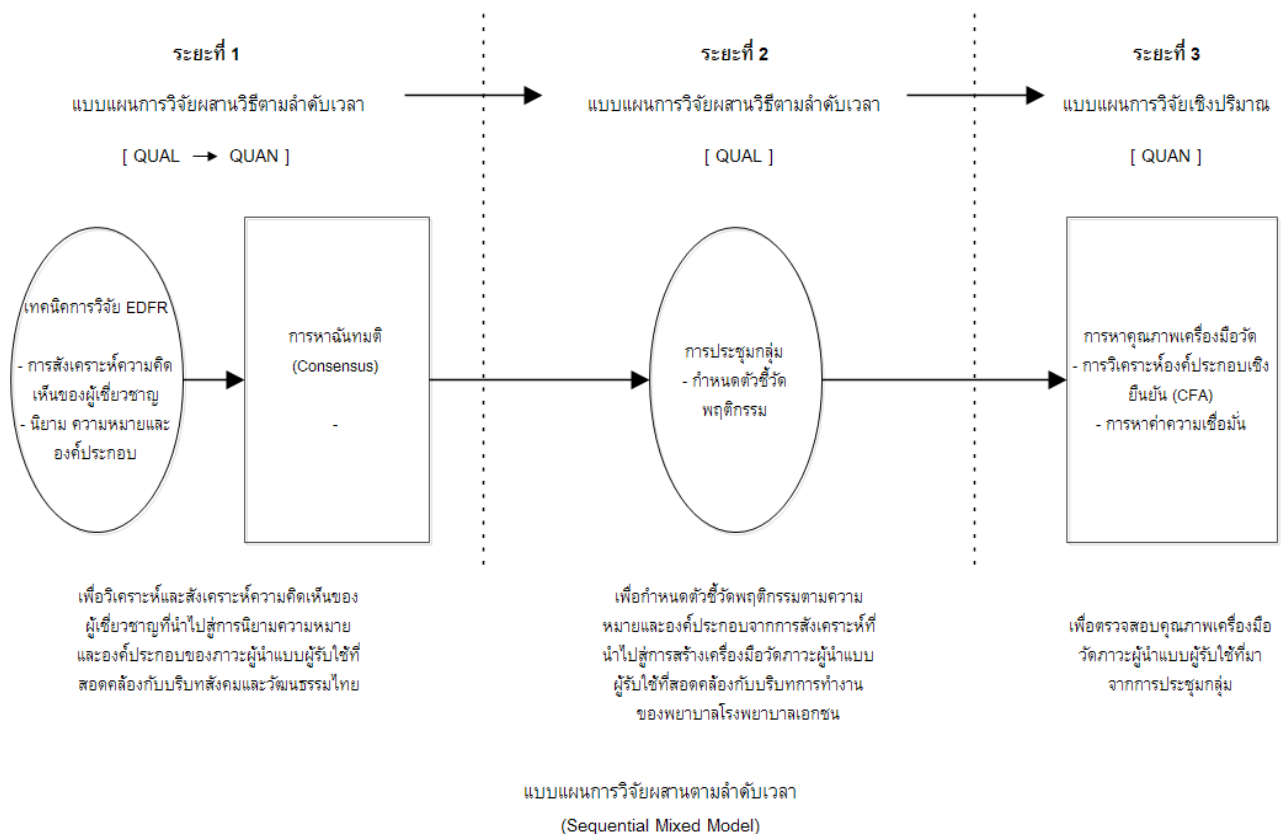 ระยะที่ 1
แบบแผนการวิจัยผสานวิธีตามลำดับเวลา
[ QUAL → QUAN ]
เทคนิคการวิจัย EDFR
- การสังเคราะห์ความคิด
เห็นของผู้เชี่ยวชาญ
- นิยาม ความหมายและ
องค์ประกอบ
การหาฉันทมติ
(Consensus)
-
เพื่อวิเคราะห์และสังเคราะห์ความคิดเห็นของ
ผู้เชี่ยวชาญที่นำไปสู่การนิยามความหมาย
และองค์ประกอบของภาวะผู้นำแบบผู้รับใช้ที่
สอดคล้องกับบริบทสังคมและวัฒนธรรมไทย
ระยะที่ 2
แบบแผนการวิจัยผสานวิธีตามลำดับเวลา
[ QUAL ]
การประชุมกลุ่ม
- กำหนดตัวชี้วัด
พฤติกรรม
เพื่อกำหนดตัวชี้วัดพฤติกรรมตามความ
หมายและองค์ประกอบจากการสังเคราะห์ที่
นำไปสู่การสร้างเครื่องมือวัดภาวะผู้นำแบบ
ผู้รับใช้ที่สอดคล้องกับบริบทการทำงาน
ของพยาบาลโรงพยาบาลเอกชน
ระยะที่ 3
แบบแผนการวิจัยเชิงปริมาณ
[ QUAN ]
การหาคุณภาพเครื่องมือวัด
- การวิเคราะห์องค์ประกอบเชิง
ยืนยัน (CFA)
- การหาค่าความเชื่อมั่น
เพื่อตรวจสอบคุณภาพเครื่องมือ
วัดภาวะผู้นำแบบผู้รับใช้ที่มา
จากการประชุมกลุ่ม
แบบแผนการวิจัยผสานตามลำดับเวลา
(Sequential Mixed Model)